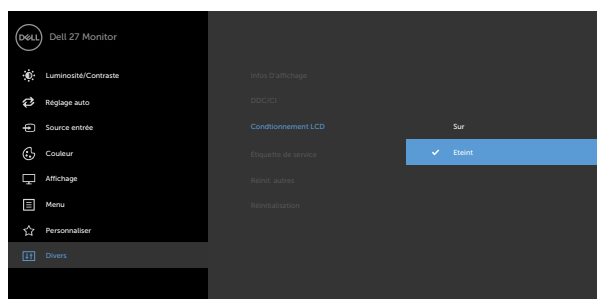 DELL
Dell 27 Monitor
Luminosité/Contraste
Réglage auto
Source entrée
Couleur
Affichage
Menu
Personnaliser
Divers
Infos D'affichage
DDC/CI
Condtionnement LCD
Étiquette de service
Réinit. autres
Réinitialisation
Sur
Eteint